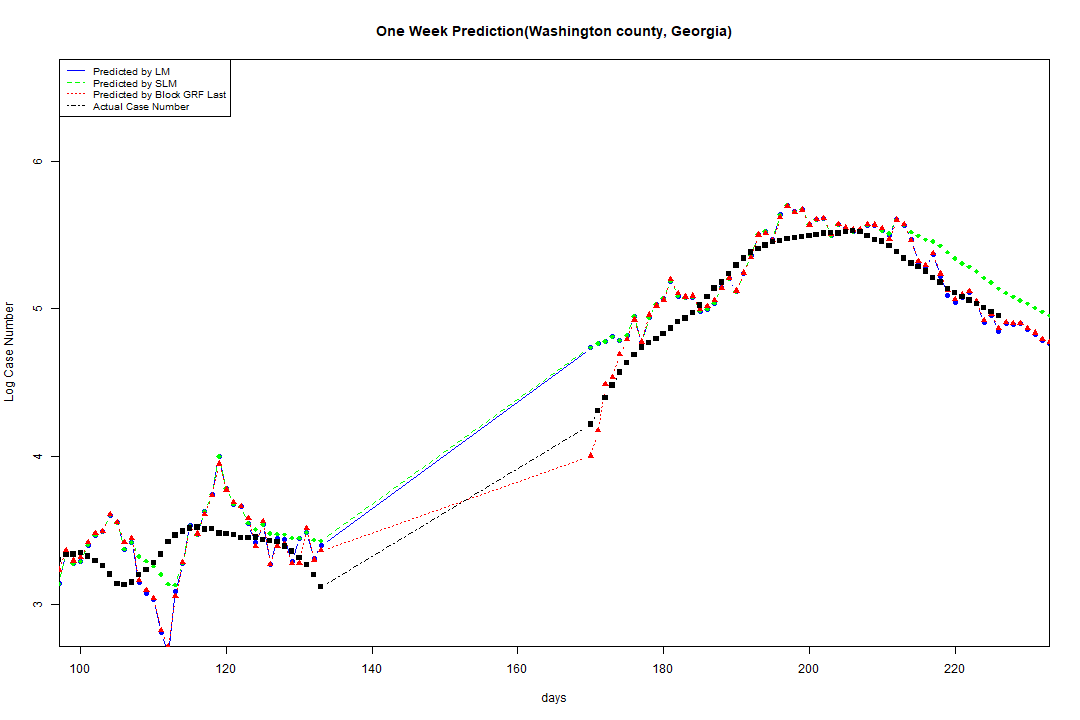 One Week Prediction(Washington county, Georgia)
Predicted by LM
Predicted by SLM
Predicted by Block GRF Last
Actual Case Number
6
5
4
3
Log Case Number
100 120 140 160 180 200 220
days